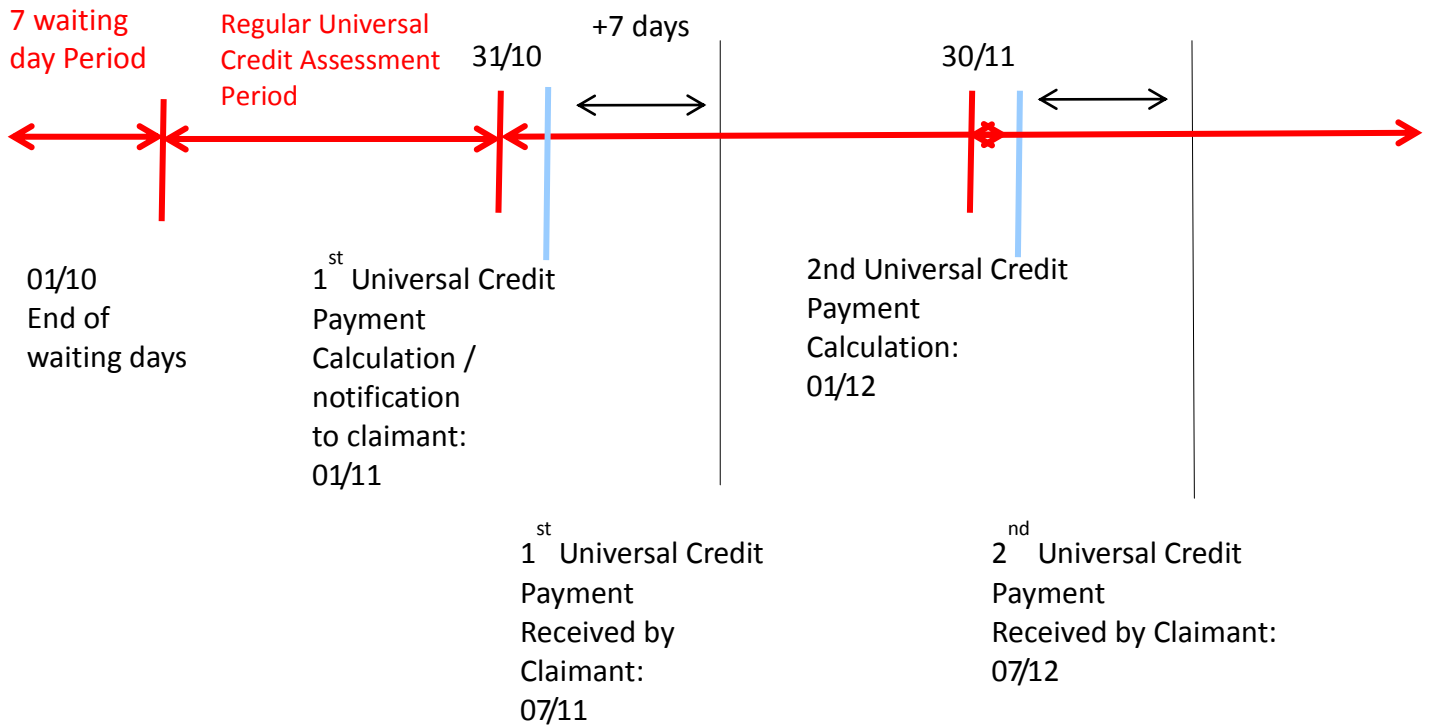 7 waiting
day Period
Regular Universal
Credit Assessment
Period
31/10
+7 days
30/11
01/10
End of
waiting days
1st Universal Credit
Payment
Calculation /
notification
to claimant:
01/11
2nd Universal Credit
Payment
Calculation:
01/12
1st Universal Credit
Payment
Received by
Claimant:
07/11
2nd Universal Credit
Payment
Received by Claimant:
07/12